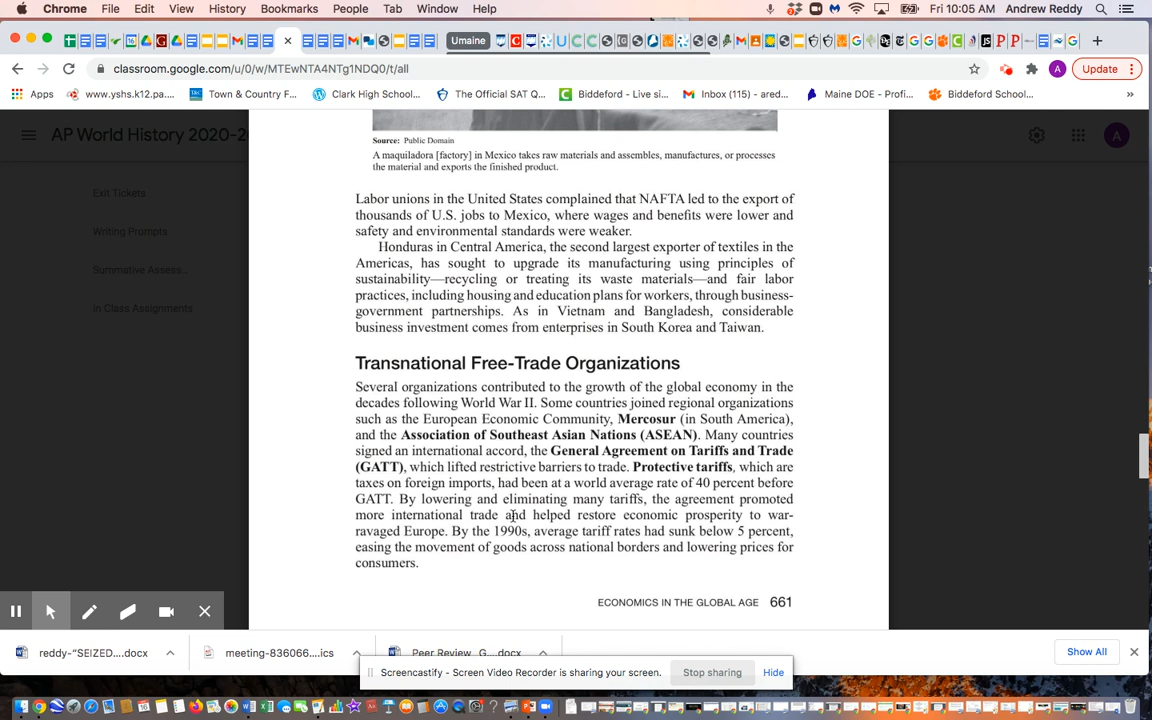 Chrome File Edit View History Bookmarks People Tab Window Help Fri 10:05 AM Andrew Reddy
Umaine
classroom.google.com/u/0/w/MTEwNTA4NTg1NDQ0/t/all Update
Apps www.yshs.k12.pa.... Town & Country F... Clark High School... The Official SAT Q... Biddeford - Live si... Inbox (115) - ared... Maine DOE - Profi... Biddeford School... »
AP World History 2020-2 A
Exit Tickets
Writing Prompts
Summative Assess...
In Class Assignments
Source: Public Domain
A maquiladora [factory] in Mexico takes raw materials and assembles, manufactures, or processes
the material and exports the finished product.
Labor unions in the United States complained that NAFTA led to the export of
thousands of U.S. jobs to Mexico, where wages and benefits were lower and
safety and environmental standards were weaker.
Honduras in Central America, the second largest exporter of textiles in the
Americas, has sought to upgrade its manufacturing using principles of
sustainability—recycling or treating its waste materials—and fair labor
practices, including housing and education plans for workers, through business-
government partnerships. As in Vietnam and Bangladesh, considerable
business investment comes from enterprises in South Korea and Taiwan.
Transnational Free-Trade Organizations
Several organizations contributed to the growth of the global economy in the
decades following World War II. Some countries joined regional organizations
such as the European Economic Community, Mercosur (in South America),
and the Association of Southeast Asian Nations (ASEAN). Many countries
signed an international accord, the General Agreement on Tariffs and Trade
(GATT), which lifted restrictive barriers to trade. Protective tariffs, which are
taxes on foreign imports, had been at a world average rate of 40 percent before
GATT. By lowering and eliminating many tariffs, the agreement promoted
more international trade and helped restore economic prosperity to war-
ravaged Europe. By the 1990s, average tariff rates had sunk below 5 percent,
easing the movement of goods across national borders and lowering prices for
consumers.
ECONOMICS IN THE GLOBAL AGE 661
reddy-“SEIZED....docx meeting-836066....ics Peer Review_G....docx Show All
Screencastify - Screen Video Recorder is sharing your screen. Stop sharing Hide